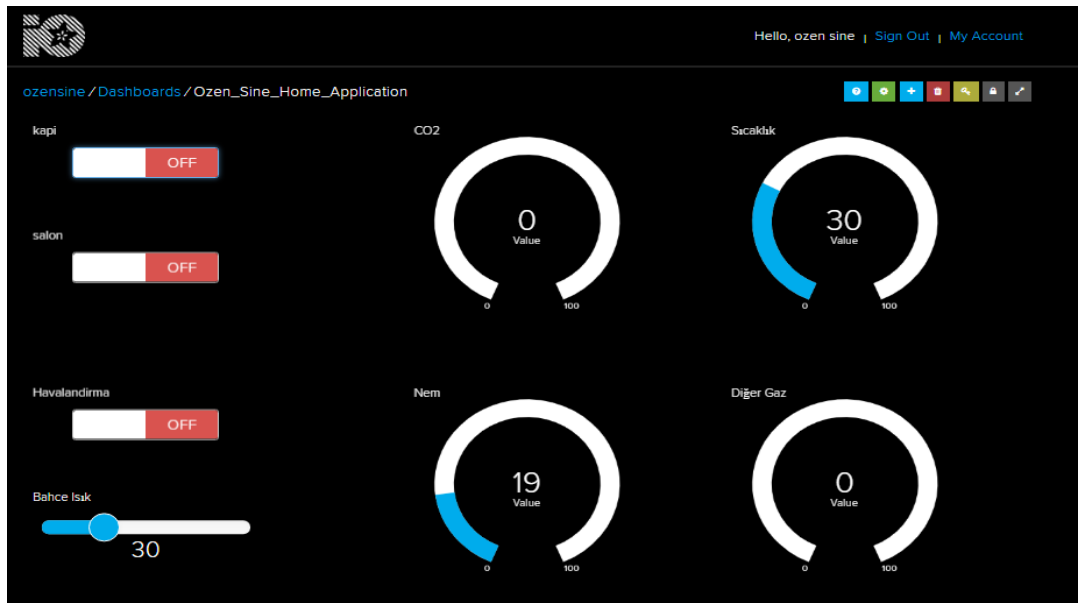 io
Hello, ozen sine | Sign Out | My Account
ozensine / Dashboards / Ozen_Sine_Home_Application
kapi
OFF
salon
OFF
Havalandirma
OFF
Bahce Isık
30
CO2
0
Value
0 100
Sıcaklık
30
Value
0 100
Nem
19
Value
0 100
Diğer Gaz
0
Value
0 100